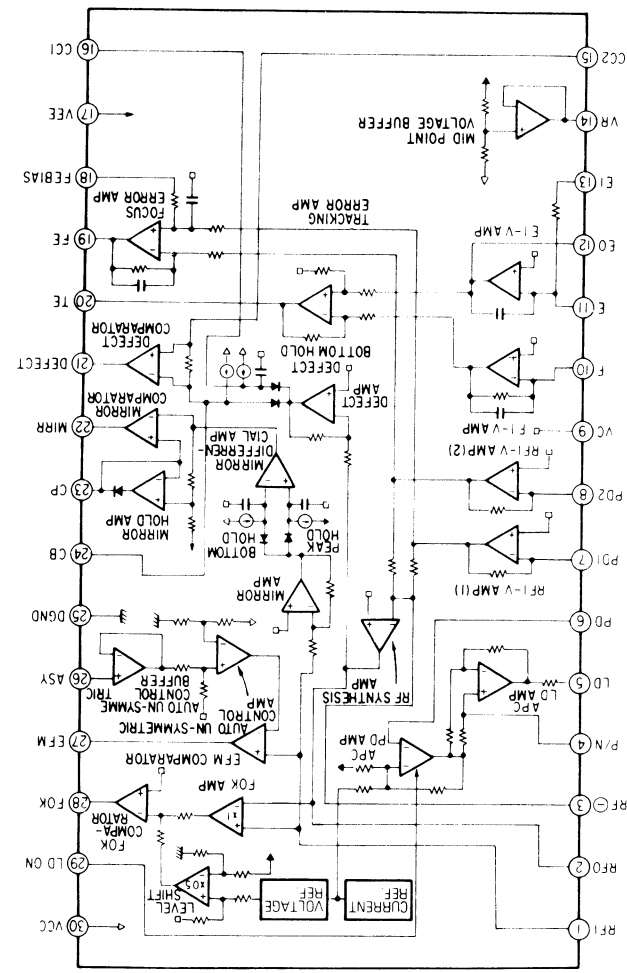 1 RFI
2 RFO
3 RF⊖
4 P/N
5 LD
6 PD
7 PD1
8 PD2
9 VC
10 F
11 E
12 EO
13 EI
14 VR
15 CC2
30 VCC
29 LD ON
28 FOK
27 EFM
26 ASY
25 DGND
24 CB
23 CP
22 MIRR
21 DEFECT
20 TE
19 FE
18 FEBIAS
17 VEE
16 CC1
CURRENT
REF.
VOLTAGE
REF.
LEVEL
SHIFT
×0.5
×1
FOK AMP
FOK
COMPA-
RATOR
EFM COMPARATOR
APC
PD AMP
APC
LD AMP
AUTO UN-SYMMETRIC
CONTROL
AMP
AUTO UN-SYMME
TRIC
CONTROL
BUFFER
RF SYNTHESIS
AMP
MIRROR
AMP
RF I-V AMP(1)
RF I-V AMP(2)
PEAK
HOLD
BOTTOM
HOLD
MIRROR
HOLD AMP
MIRROR
DIFFERREN-
CIAL AMP
MIRROR
COMPARATOR
F I-V AMP
DEFECT
AMP
DEFECT
BOTTOM HOLD
DEFECT
COMPARATOR
E I-V AMP
TRACKING
ERROR AMP
FOCUS
ERROR AMP
MID POINT
VOLTAGE BUFFER